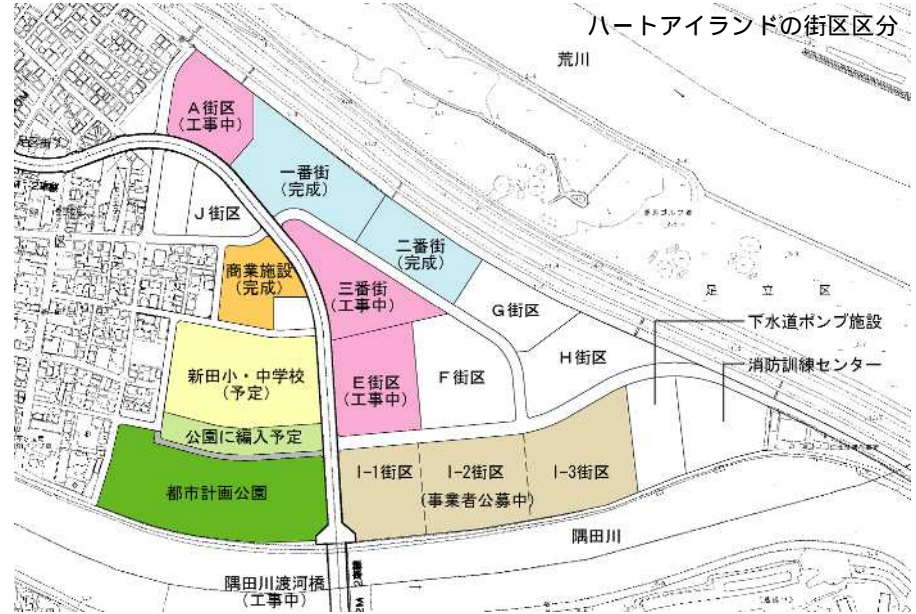 ハートアイランドの街区区分
荒川
A街区
(工事中)
一番街
(完成)
J街区
二番街
(完成)
商業施設
(完成)
三番街
(工事中)
足立区
G街区
下水道ポンプ施設
H街区
消防訓練センター
新田小・中学校
(予定)
E街区
(工事中)
F街区
公園に編入予定
I-1街区
I-2街区
I-3街区
(事業者公募中)
都市計画公園
隅田川
隅田川渡河橋
(工事中)